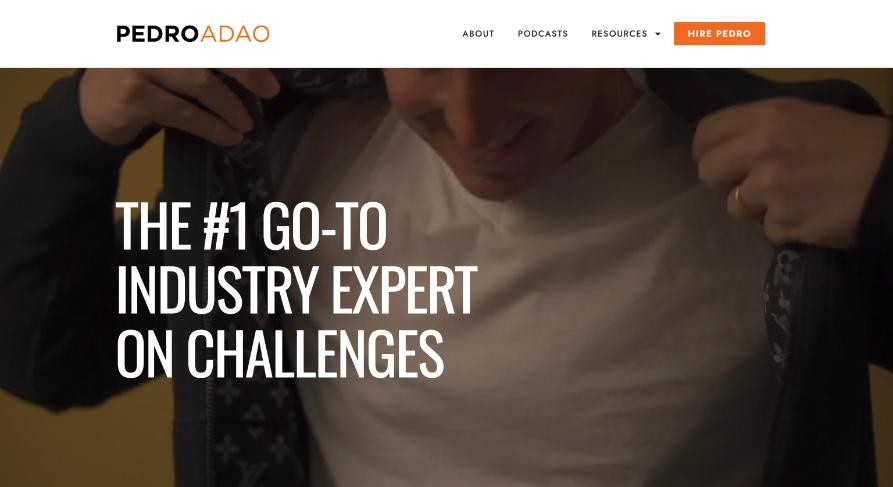 PEDROADAO
ABOUT PODCASTS RESOURCES HIRE PEDRO
THE #1 GO-TO
INDUSTRY EXPERT
ON CHALLENGES